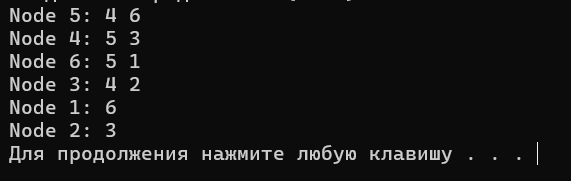 Node 5: 4 6
Node 4: 5 3
Node 6: 5 1
Node 3: 4 2
Node 1: 6
Node 2: 3
Для продолжения нажмите любую клавишу . . .